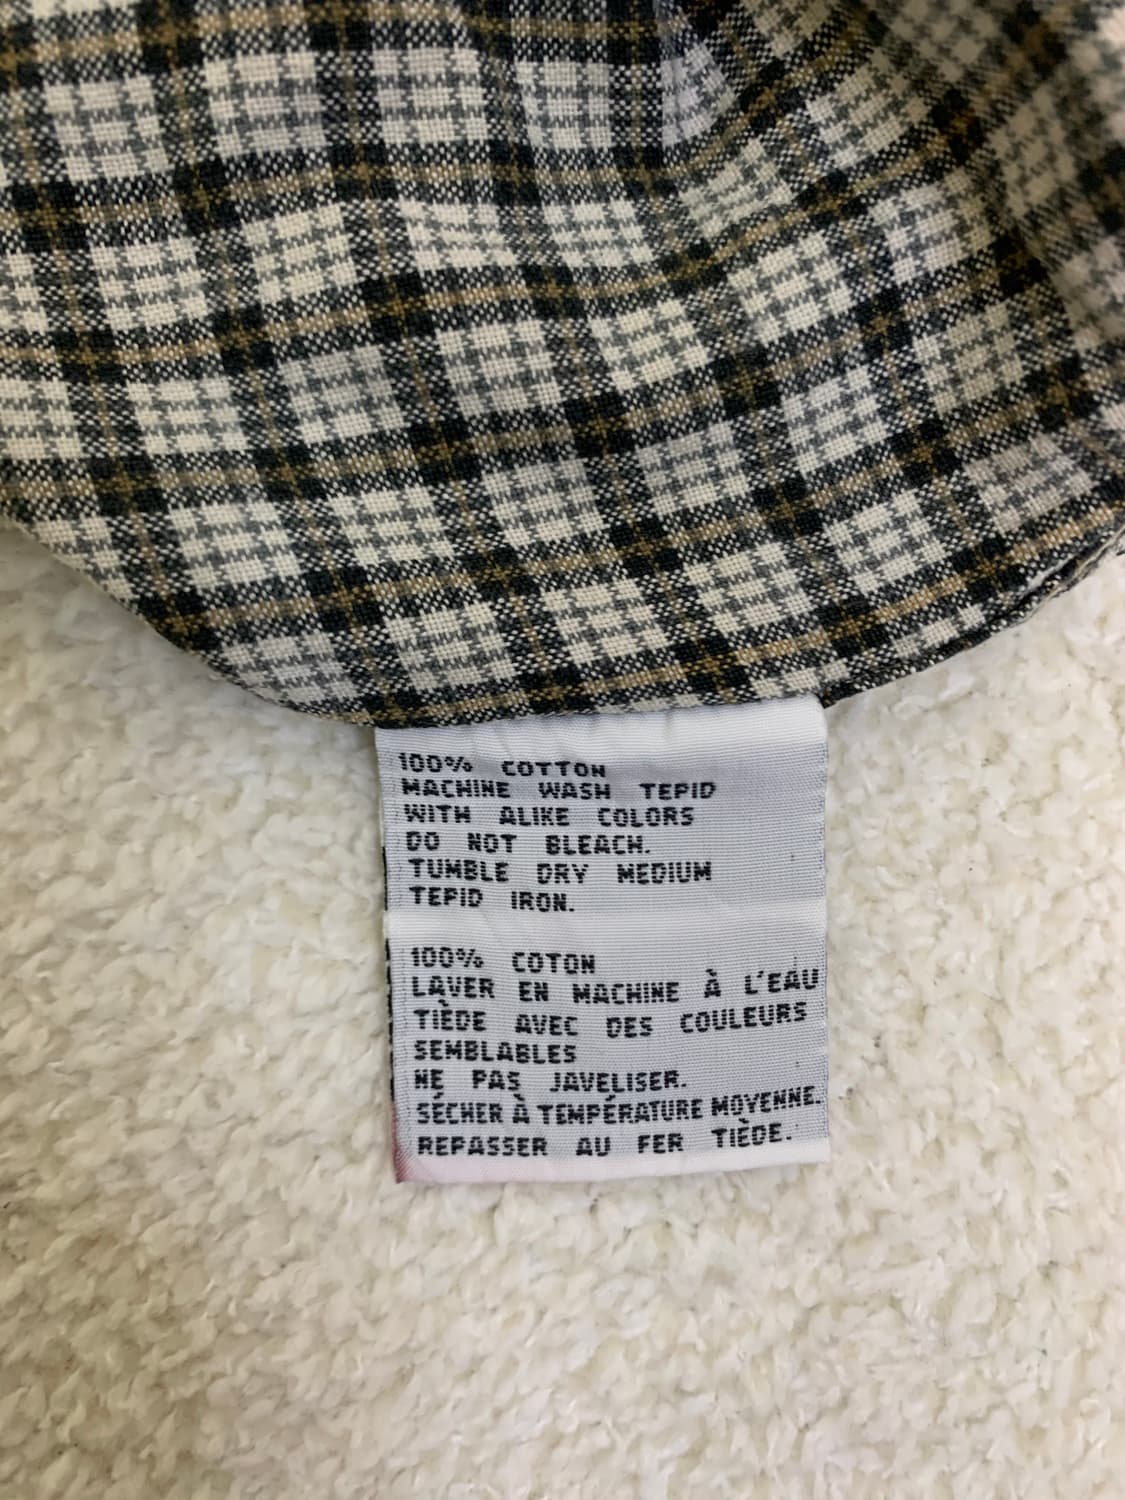 100% COTTON
MACHINE WASH TEPID
WITH ALIKE COLORS
DO NOT BLEACH.
TUMBLE DRY MEDIUM
TEPID IRON.
100% COTON
LAVER EN MACHINE À L'EAU
TIÈDE AVEC DES COULEURS
SEMBLABLES
NE PAS JAVELISER.
SÉCHER À TEMPÉRATURE MOYENNE.
REPASSER AU FER TIÈDE.